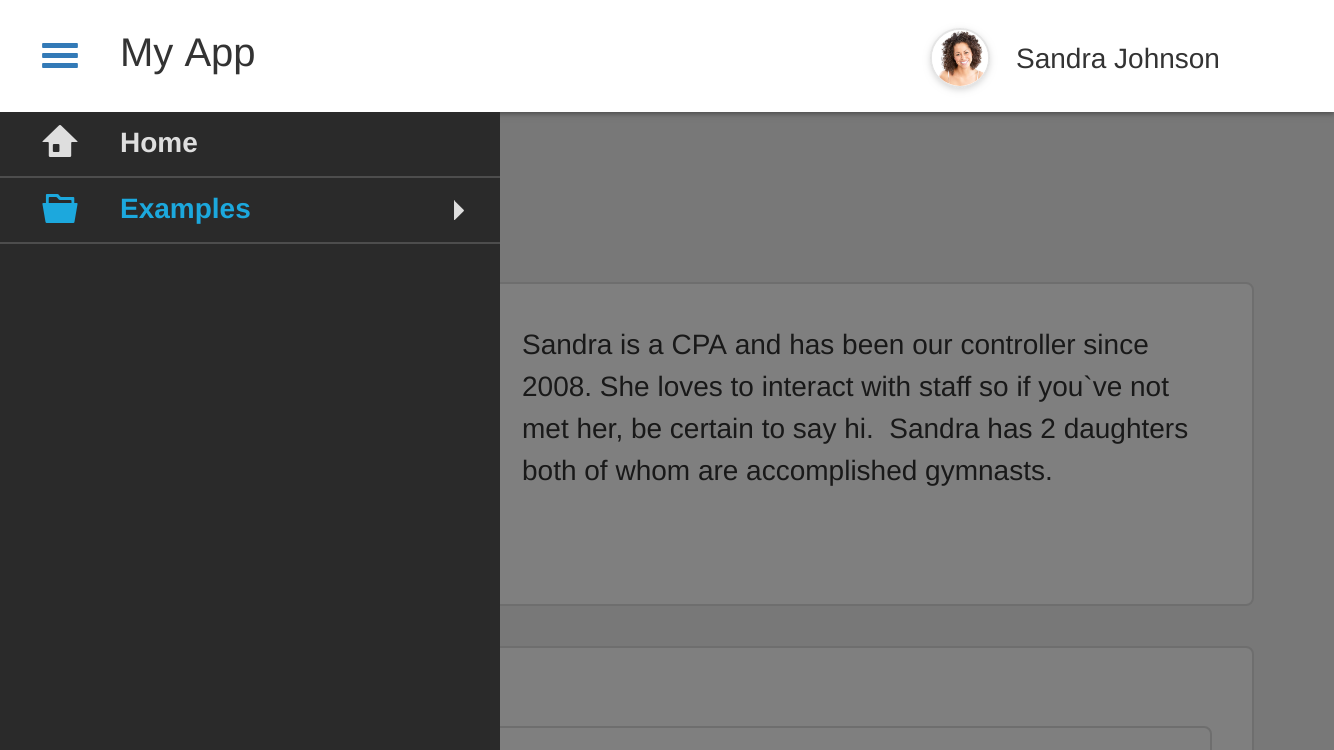 My App
Sandra Johnson
Home
Examples
Sandra is a CPA and has been our controller since
2008. She loves to interact with staff so if you`ve not
met her, be certain to say hi.  Sandra has 2 daughters
both of whom are accomplished gymnasts.